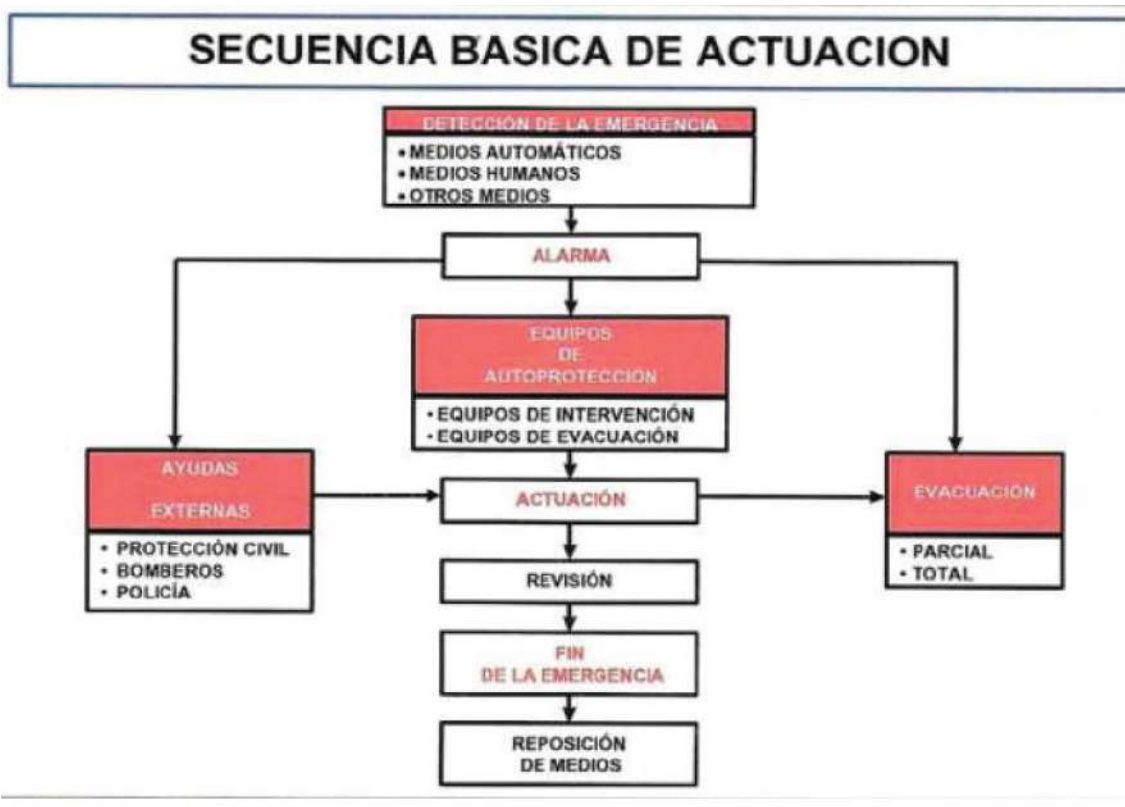 SECUENCIA BASICA DE ACTUACION
DETECCIÓN DE LA EMERGENCIA
• MEDIOS AUTOMÁTICOS
• MEDIOS HUMANOS
• OTROS MEDIOS
ALARMA
EQUIPOS
DE
AUTOPROTECCIÓN
• EQUIPOS DE INTERVENCIÓN
• EQUIPOS DE EVACUACIÓN
AYUDAS
EXTERNAS
• PROTECCIÓN CIVIL
• BOMBEROS
• POLICÍA
ACTUACIÓN
EVACUACIÓN
• PARCIAL
• TOTAL
REVISIÓN
FIN
DE LA EMERGENCIA
REPOSICIÓN
DE MEDIOS